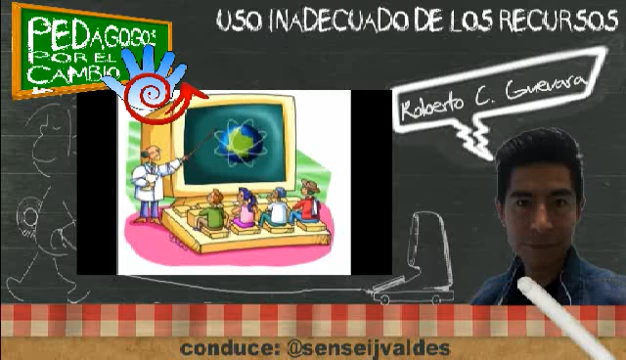 USO INADECUADO DE LOS RECURSOS
PEDAGOGOS
POR EL
CAMBIO
Roberto C. Guevara
conduce: @senseijvaldes